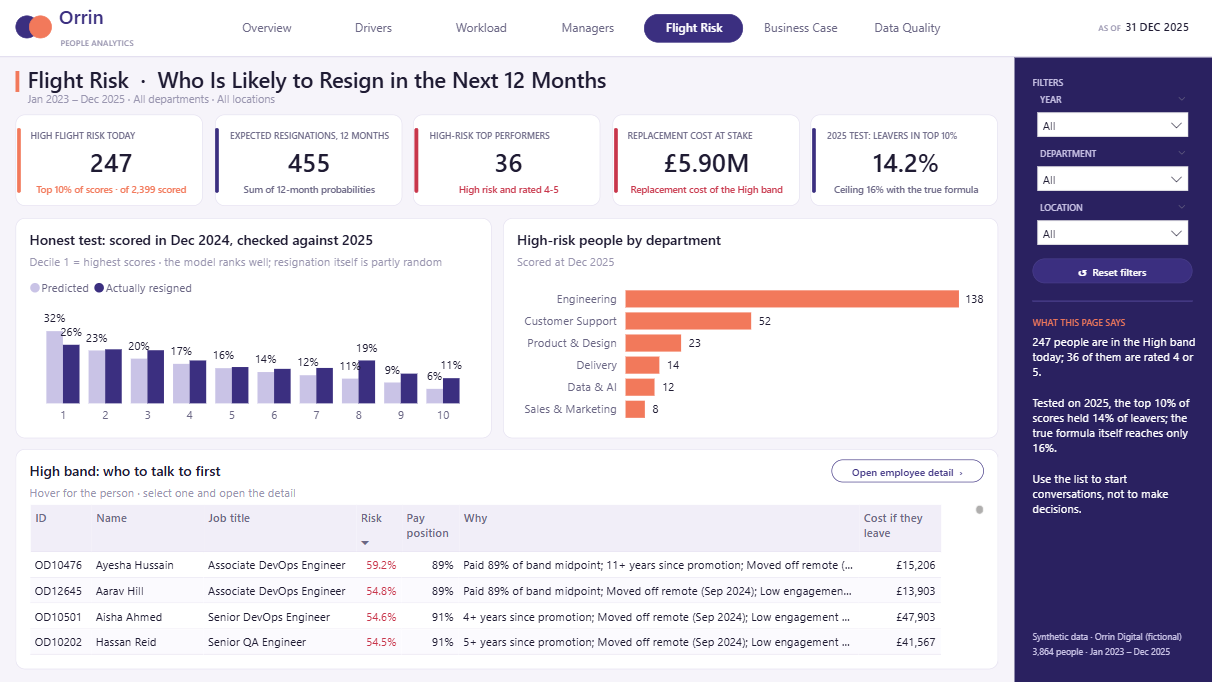 Orrin
PEOPLE ANALYTICS
Overview
Drivers
Workload
Managers
Flight Risk
Business Case
Data Quality
AS OF 31 DEC 2025
Flight Risk · Who Is Likely to Resign in the Next 12 Months
Jan 2023 – Dec 2025 · All departments · All locations
HIGH FLIGHT RISK TODAY
247
Top 10% of scores · of 2,399 scored
EXPECTED RESIGNATIONS, 12 MONTHS
455
Sum of 12-month probabilities
HIGH-RISK TOP PERFORMERS
36
High risk and rated 4-5
REPLACEMENT COST AT STAKE
£5.90M
Replacement cost of the High band
2025 TEST: LEAVERS IN TOP 10%
14.2%
Ceiling 16% with the true formula
Honest test: scored in Dec 2024, checked against 2025
Decile 1 = highest scores · the model ranks well; resignation itself is partly random
Predicted Actually resigned
32% 26% 23% 20% 17% 16% 14% 12% 11% 19% 9% 6% 11%
1 2 3 4 5 6 7 8 9 10
High-risk people by department
Scored at Dec 2025
Engineering 138
Customer Support 52
Product & Design 23
Delivery 14
Data & AI 12
Sales & Marketing 8
High band: who to talk to first
Open employee detail ›
Hover for the person · select one and open the detail
ID Name Job title Risk Pay position Why Cost if they leave
OD10476 Ayesha Hussain Associate DevOps Engineer 59.2% 89% Paid 89% of band midpoint; 11+ years since promotion; Moved off remote (... £15,206
OD12645 Aarav Hill Associate DevOps Engineer 54.8% 89% Paid 89% of band midpoint; Moved off remote (Sep 2024); Low engagemen... £13,903
OD10501 Aisha Ahmed Senior DevOps Engineer 54.6% 91% 4+ years since promotion; Moved off remote (Sep 2024); Low engagement ... £47,903
OD10202 Hassan Reid Senior QA Engineer 54.5% 91% 5+ years since promotion; Moved off remote (Sep 2024); Low engagement ... £41,567
FILTERS
YEAR
All
DEPARTMENT
All
LOCATION
All
↺ Reset filters
WHAT THIS PAGE SAYS
247 people are in the High band
today; 36 of them are rated 4 or
5.
Tested on 2025, the top 10% of
scores held 14% of leavers; the
true formula itself reaches only
16%.
Use the list to start
conversations, not to make
decisions.
Synthetic data · Orrin Digital (fictional)
3,864 people · Jan 2023 – Dec 2025